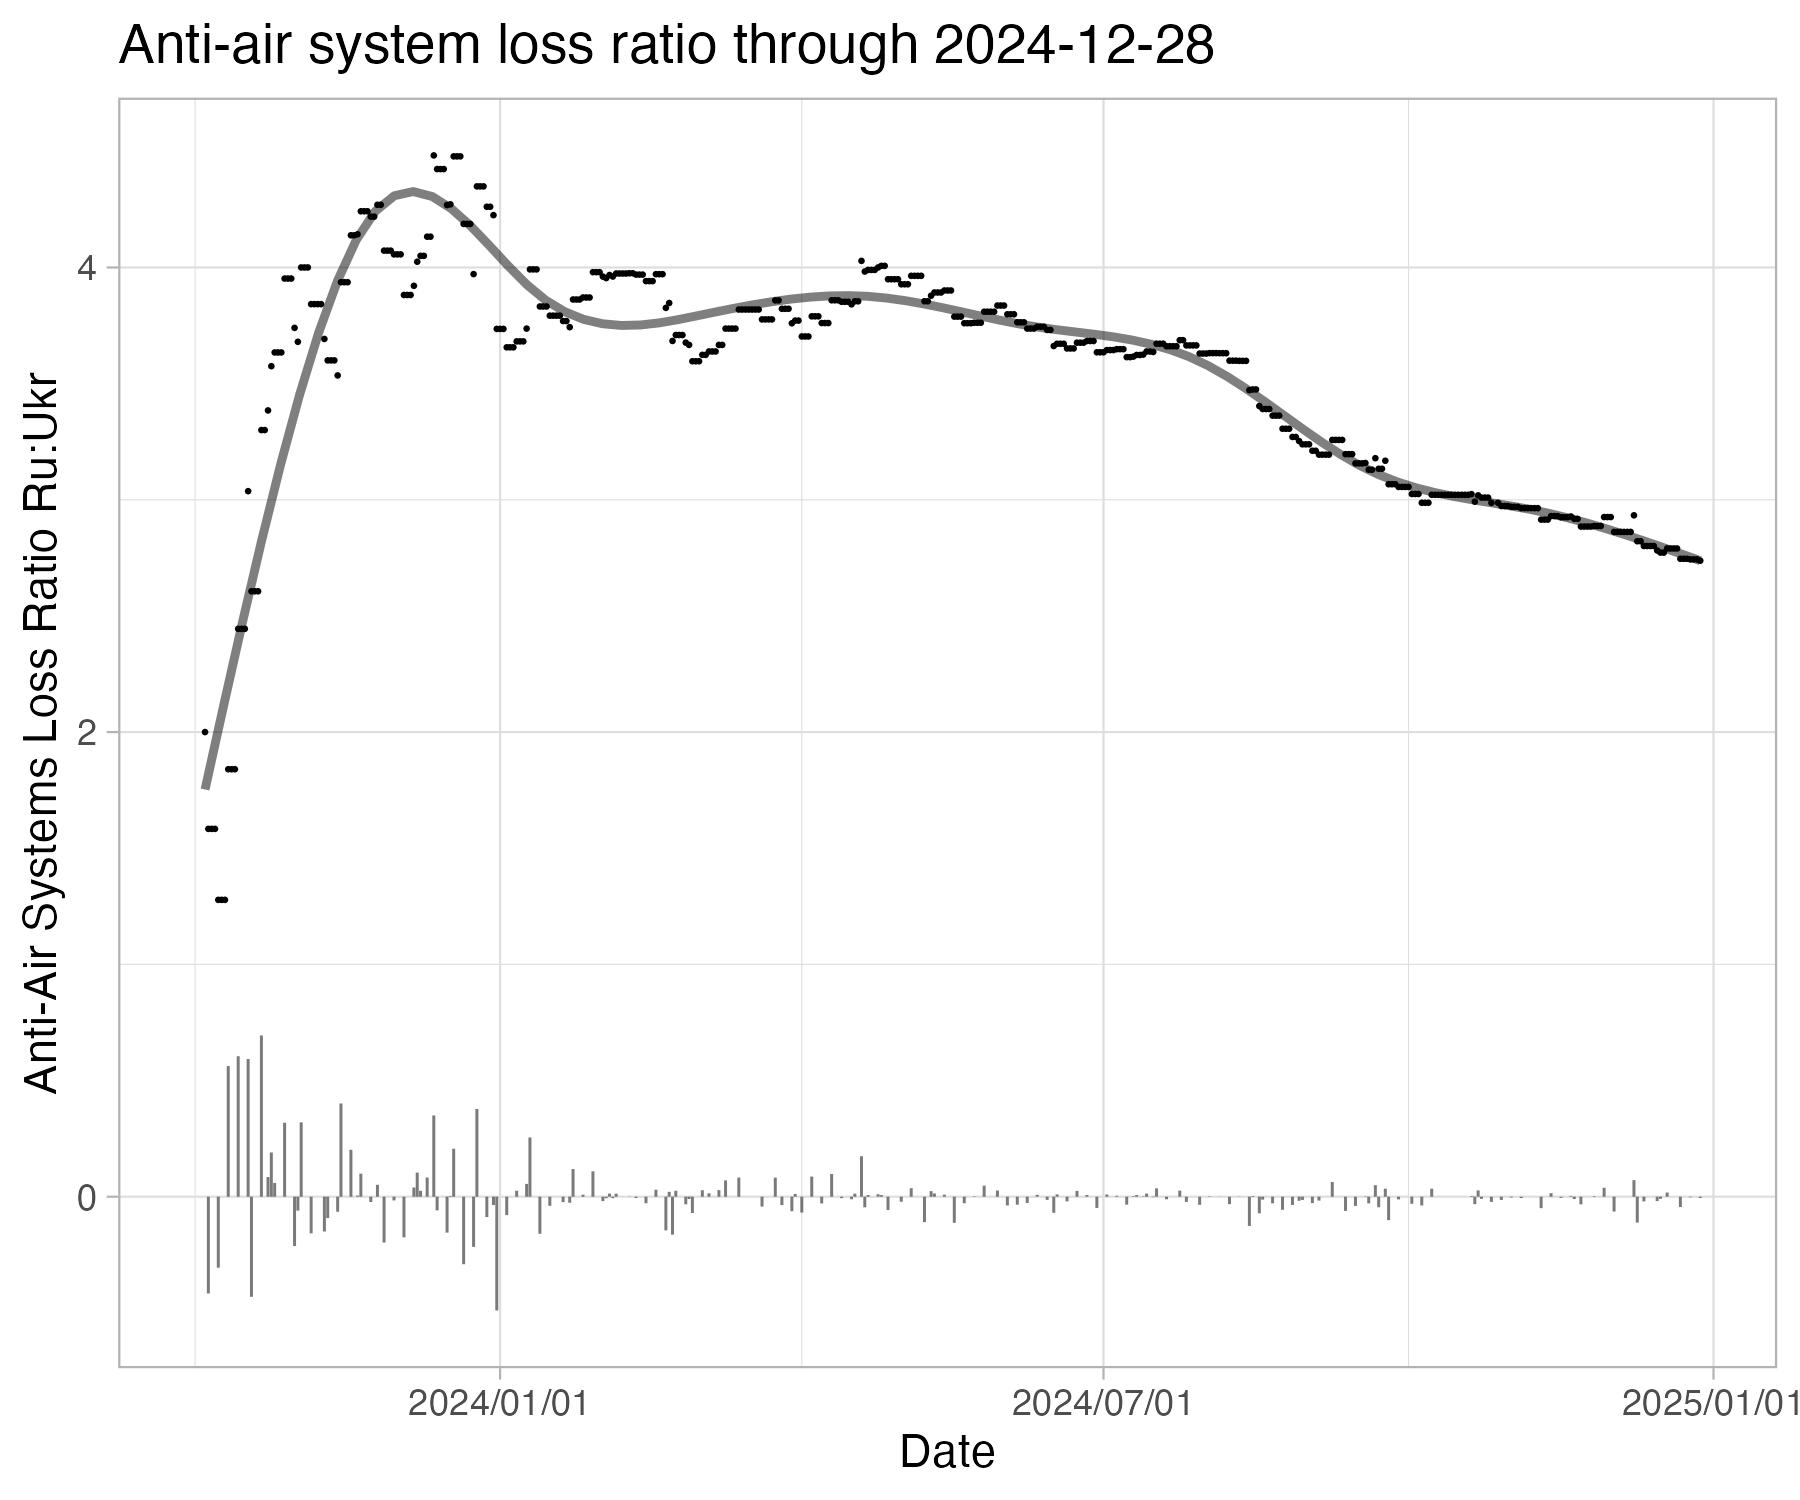 Anti-air system loss ratio through 2024-12-28
Anti-Air Systems Loss Ratio Ru:Ukr
4
2
0
2024/01/01
2024/07/01
2025/01/01
Date